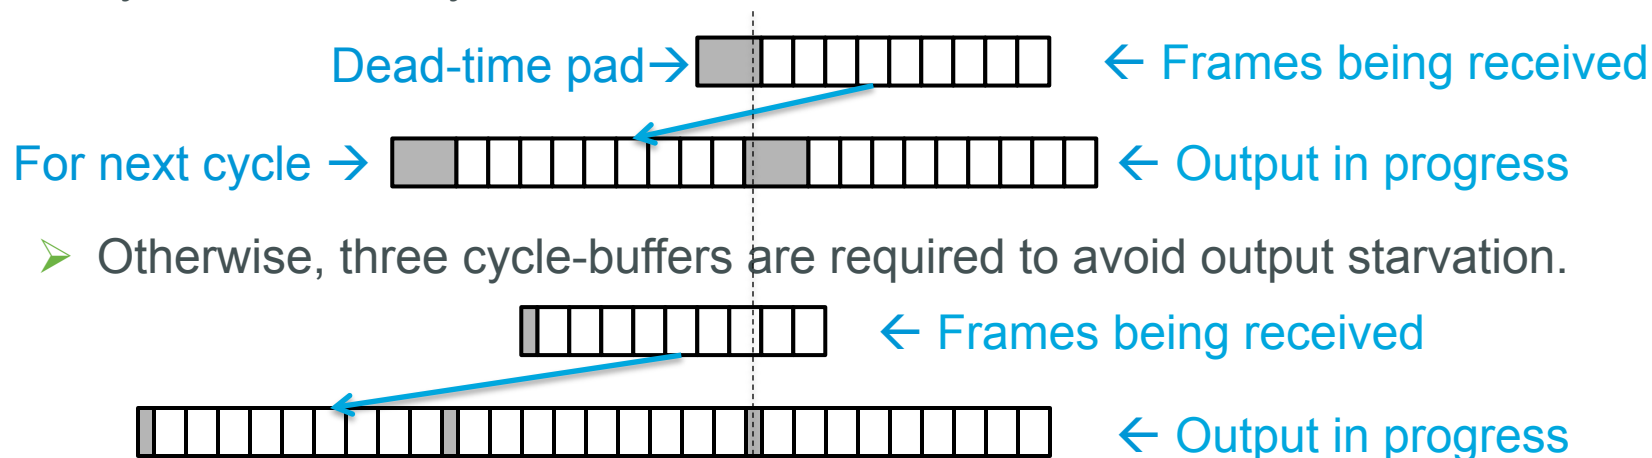 Dead-time pad→ ← Frames being received
For next cycle → ← Output in progress
➢ Otherwise, three cycle-buffers are required to avoid output starvation.
← Frames being received
← Output in progress